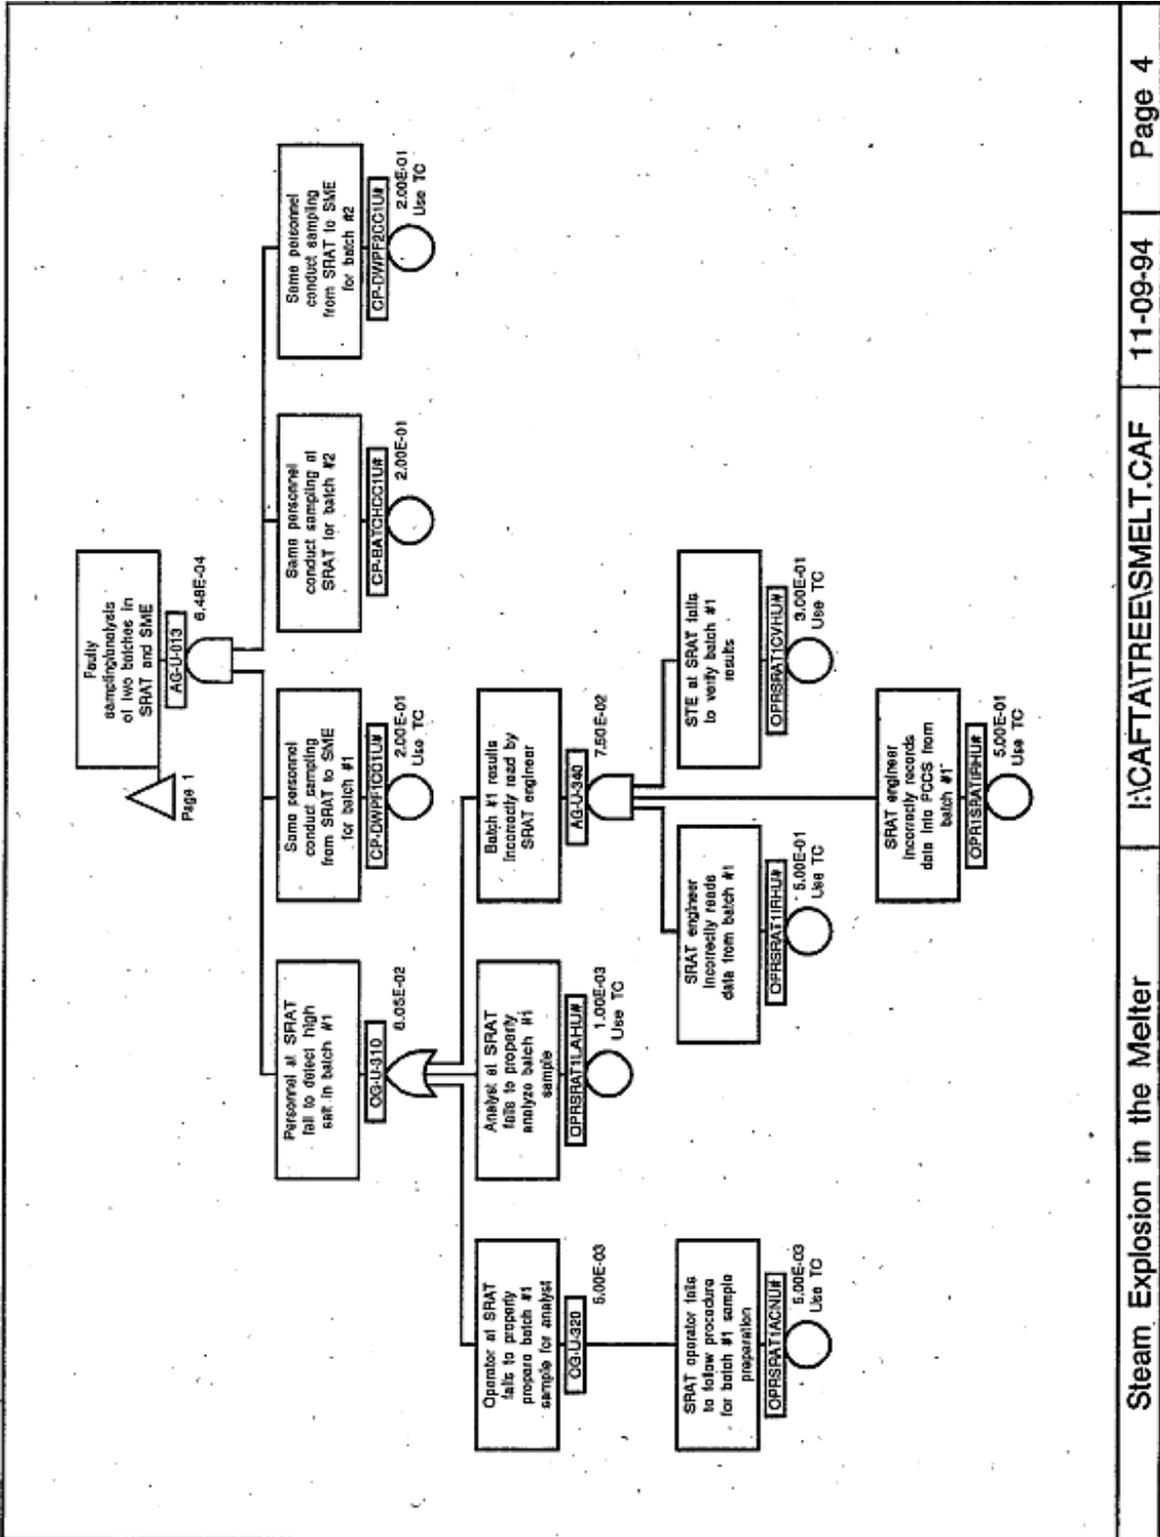 Faulty
sampling/analysis
of two batches in
SRAT and SME
AG-U-013
6.48E-04
Page 1
Personnel at SRAT
fail to detect high
salt in batch #1
OG-U-310
8.05E-02
Same personnel
conduct sampling
from SRAT to SME
for batch #1
CP-DWPF1CC1U#
2.00E-01
Use TC
Same personnel
conduct sampling at
SRAT for batch #2
CP-BATCHCC1U#
2.00E-01
Same personnel
conduct sampling
from SRAT to SME
for batch #2
CP-DWPF2CC1U#
2.00E-01
Use TC
Operator at SRAT
fails to properly
prepare batch #1
sample for analyst
OG-U-320
5.00E-03
Analyst at SRAT
fails to properly
analyze batch #1
sample
OPRSRAT1LAHU#
1.00E-03
Use TC
Batch #1 results
incorrectly read by
SRAT engineer
AG-U-340
7.50E-02
SRAT operator fails
to follow procedure
for batch #1 sample
preparation
OPRSRAT1ACNU#
5.00E-03
Use TC
SRAT engineer
incorrectly reads
data from batch #1
OPRSRAT1IRHU#
5.00E-01
Use TC
STE at SRAT fails
to verify batch #1
results
OPRSRAT1CVHU#
3.00E-01
Use TC
SRAT engineer
incorrectly records
data into PCCS from
batch #1
5.00E-01
Use TC
Steam Explosion in the Melter
I:\CAFTA\TREE\SMELT.CAF
11-09-94
Page 4